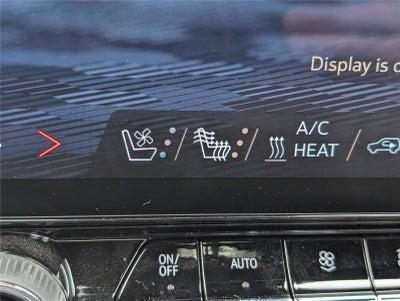 Display is
A/C
HEAT
ON/
OFF
AUTO